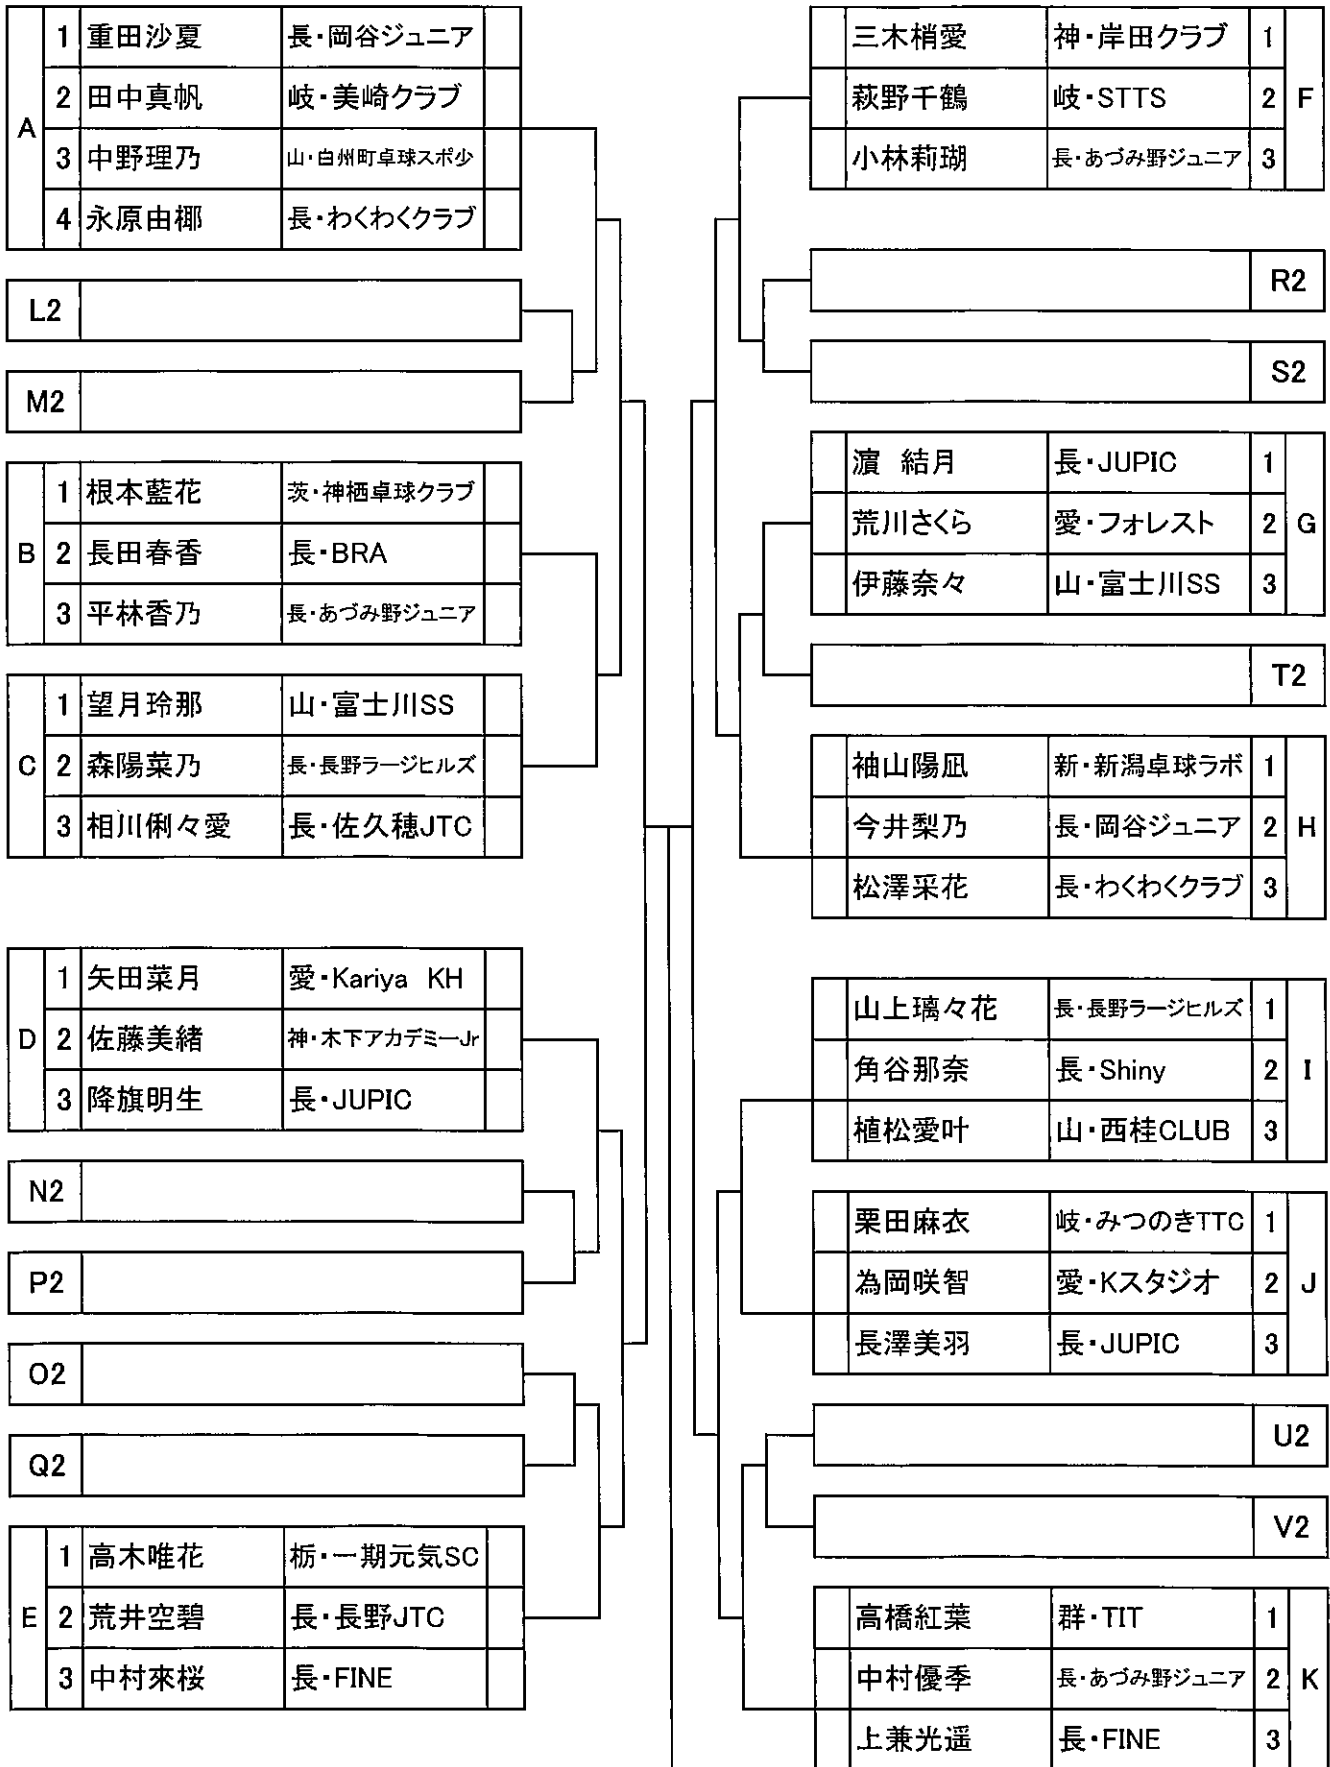 A
1 重田沙夏 長・岡谷ジュニア
2 田中真帆 岐・美崎クラブ
3 中野理乃 山・白州町卓球スポ少
4 永原由椰 長・わくわくクラブ
L2
M2
B
1 根本藍花 茨・神栖卓球クラブ
2 長田春香 長・BRA
3 平林香乃 長・あづみ野ジュニア
C
1 望月玲那 山・富士川SS
2 森陽菜乃 長・長野ラージヒルズ
3 相川俐々愛 長・佐久穂JTC
D
1 矢田菜月 愛・Kariya KH
2 佐藤美緒 神・木下アカデミーJr
3 降旗明生 長・JUPIC
N2
P2
O2
Q2
E
1 高木唯花 栃・一期元気SC
2 荒井空碧 長・長野JTC
3 中村來桜 長・FINE
三木梢愛 神・岸田クラブ 1
萩野千鶴 岐・STTS 2
小林莉瑚 長・あづみ野ジュニア 3
F
R2
S2
濵 結月 長・JUPIC 1
荒川さくら 愛・フォレスト 2
伊藤奈々 山・富士川SS 3
G
T2
袖山陽凪 新・新潟卓球ラボ 1
今井梨乃 長・岡谷ジュニア 2
松澤采花 長・わくわくクラブ 3
H
山上璃々花 長・長野ラージヒルズ 1
角谷那奈 長・Shiny 2
植松愛叶 山・西桂CLUB 3
I
栗田麻衣 岐・みつのきTTC 1
為岡咲智 愛・Kスタジオ 2
長澤美羽 長・JUPIC 3
J
U2
V2
高橋紅葉 群・TIT 1
中村優季 長・あづみ野ジュニア 2
上兼光遥 長・FINE 3
K